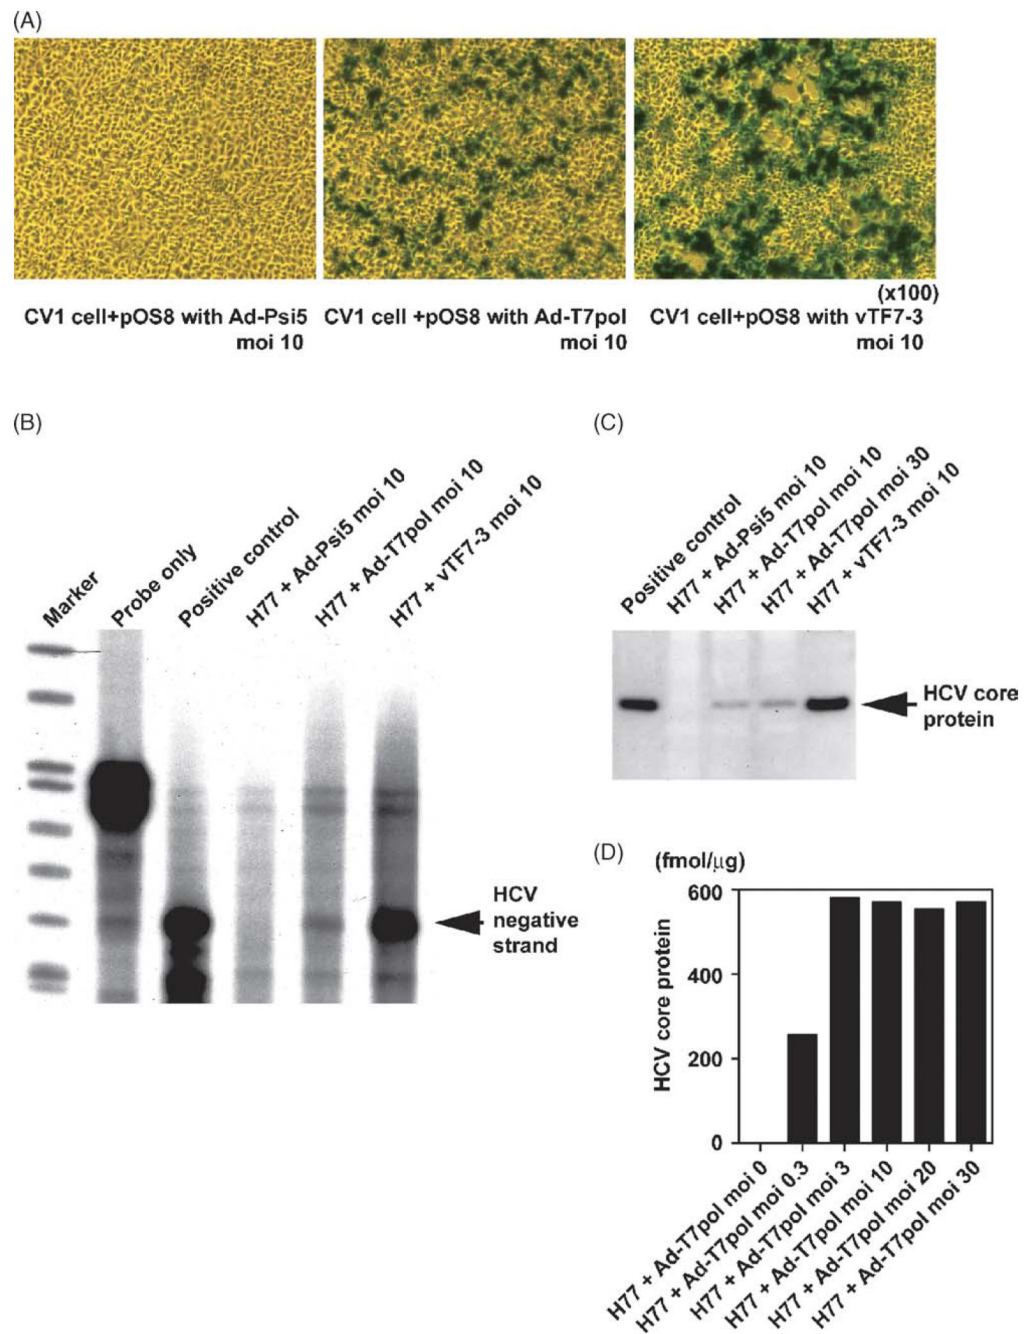 (A)
(x100)
CV1 cell+pOS8 with Ad-Psi5
moi 10
CV1 cell +pOS8 with Ad-T7pol
moi 10
CV1 cell+pOS8 with vTF7-3
moi 10
(B)
Marker
Probe only
Positive control
H77 + Ad-Psi5 moi 10
H77 + Ad-T7pol moi 10
H77 + vTF7-3 moi 10
HCV
negative
strand
(C)
Positive control
H77 + Ad-Psi5 moi 10
H77 + Ad-T7pol moi 10
H77 + Ad-T7pol moi 30
H77 + vTF7-3 moi 10
HCV core
protein
(D)
(fmol/μg)
HCV core protein
600
400
200
0
H77 + Ad-T7pol moi 0
H77 + Ad-T7pol moi 0.3
H77 + Ad-T7pol moi 3
H77 + Ad-T7pol moi 10
H77 + Ad-T7pol moi 20
H77 + Ad-T7pol moi 30